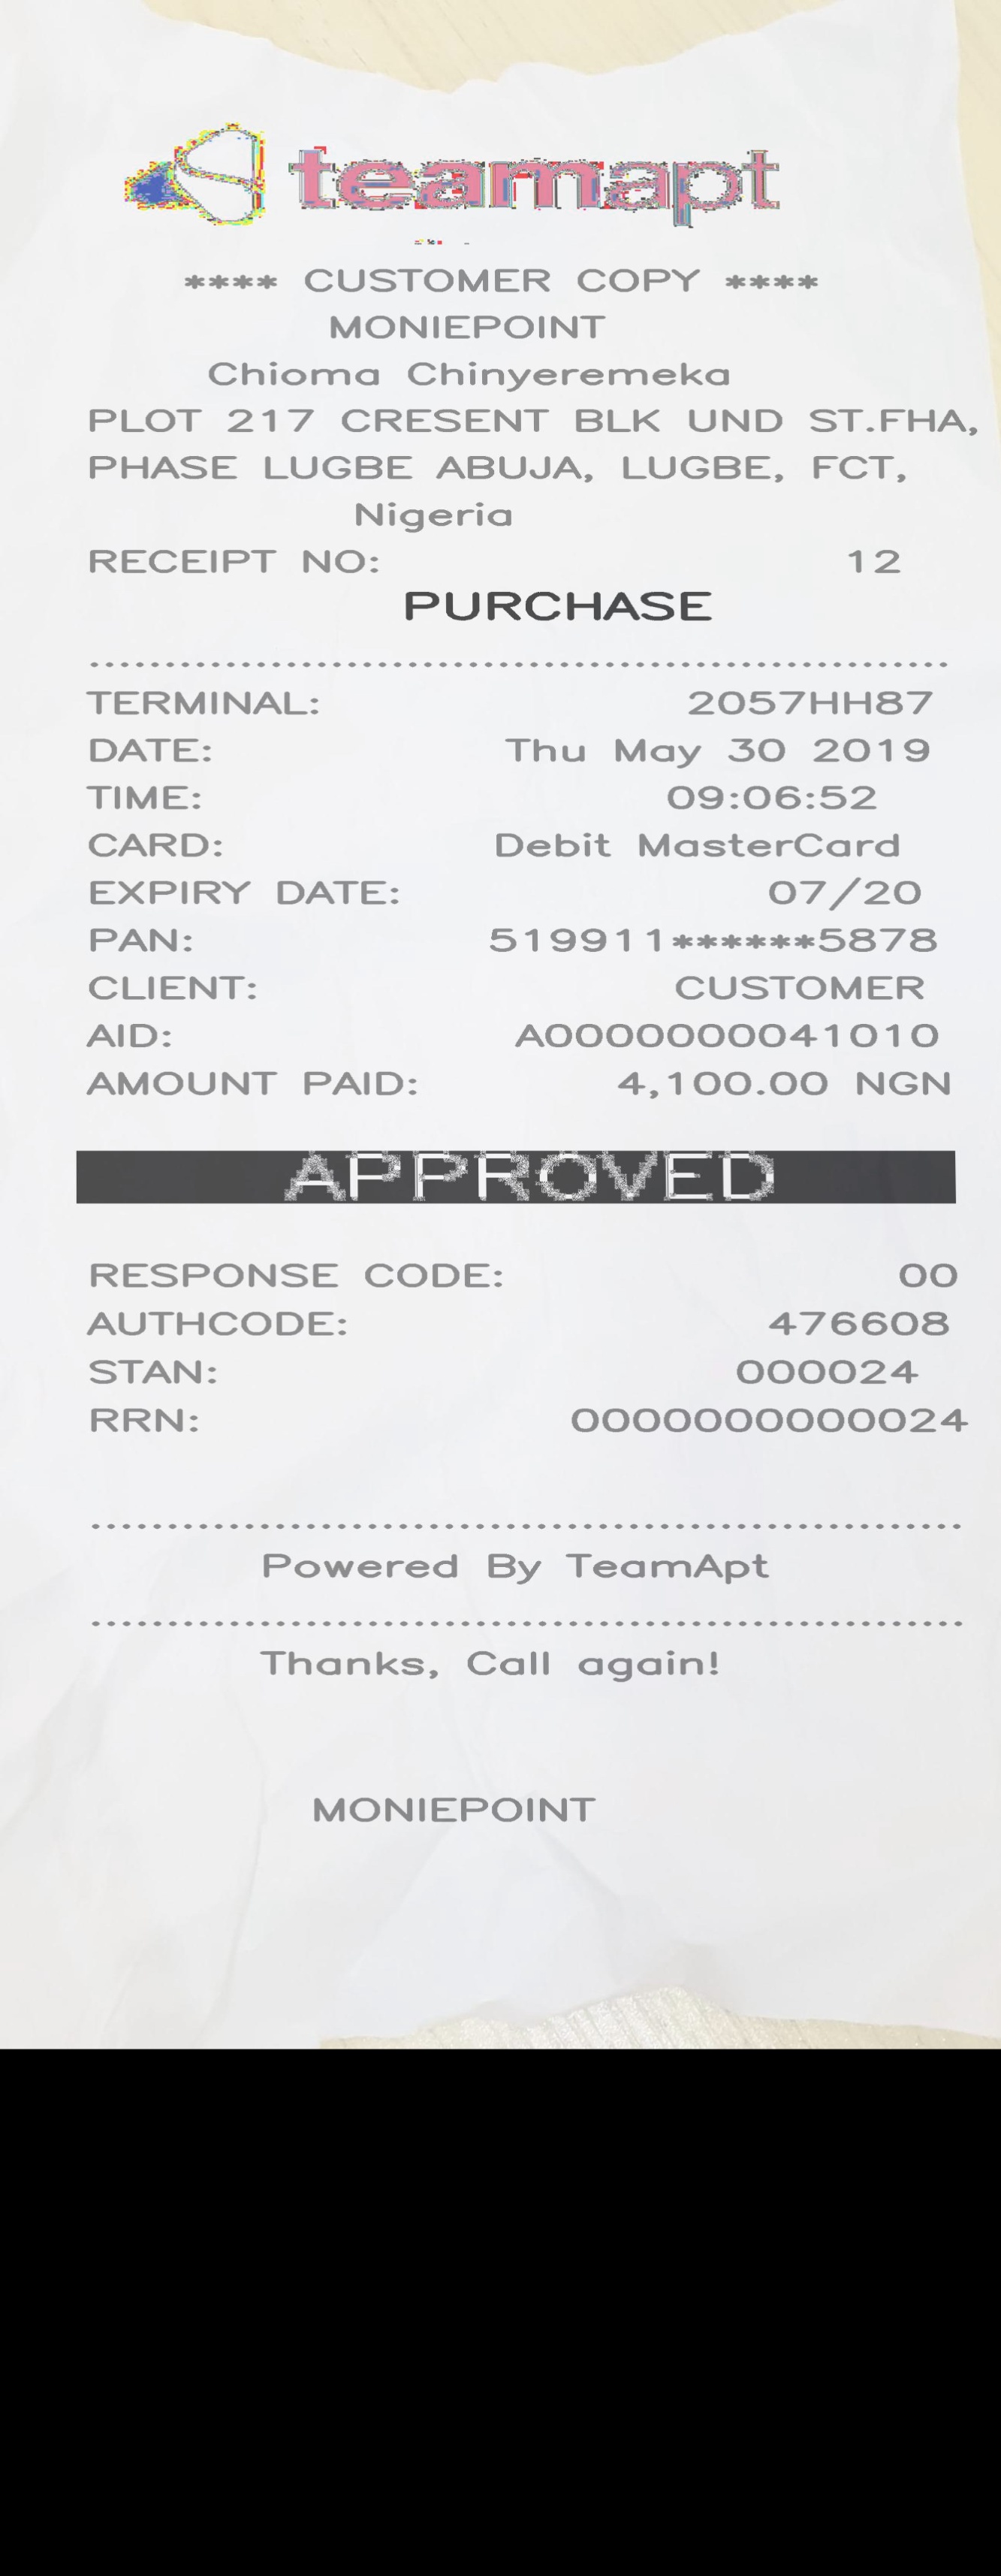 teamapt
**** CUSTOMER COPY ****
MONIEPOINT
Chioma Chinyeremeka
PLOT 217 CRESENT BLK UND ST.FHA,
PHASE LUGBE ABUJA, LUGBE, FCT,
Nigeria
RECEIPT NO: 12
PURCHASE
TERMINAL: 2057HH87
DATE: Thu May 30 2019
TIME: 09:06:52
CARD: Debit MasterCard
EXPIRY DATE: 07/20
PAN: 519911******5878
CLIENT: CUSTOMER
AID: A0000000041010
AMOUNT PAID: 4,100.00 NGN
APPROVED
RESPONSE CODE: 00
AUTHCODE: 476608
STAN: 000024
RRN: 0000000000024
Powered By TeamApt
Thanks, Call again!
MONIEPOINT